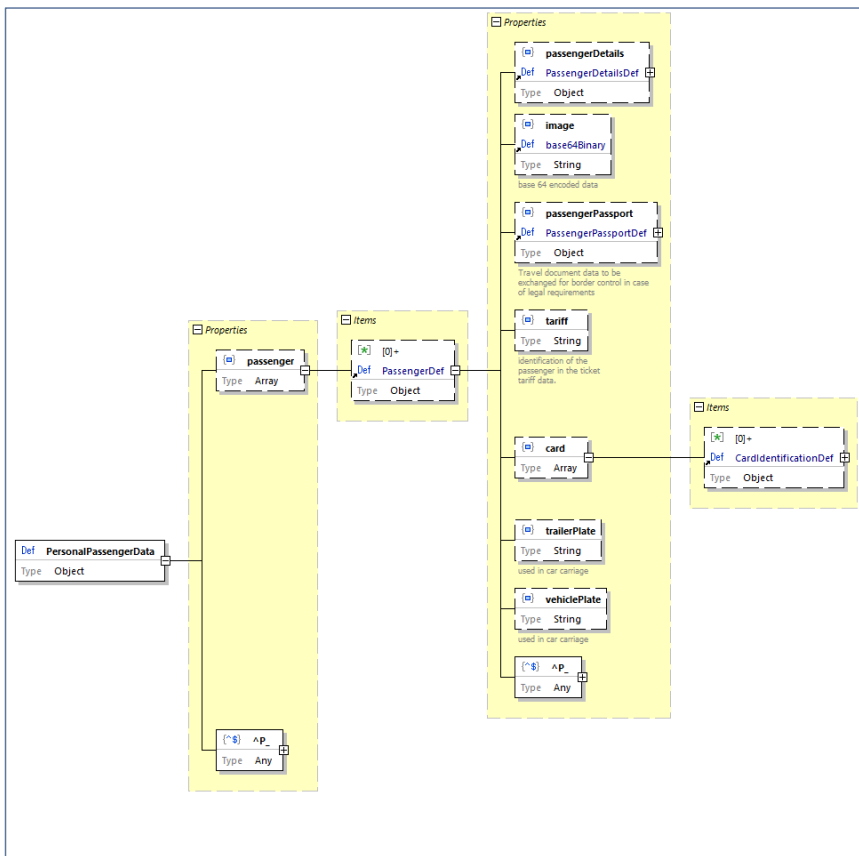 Properties
{=} passengerDetails
Def PassengerDetailsDef
Type Object
{=} image
Def base64Binary
Type String
base 64 encoded data
{=} passengerPassport
Def PassengerPassportDef
Type Object
Travel document data to be
exchanged for border control in case
of legal requirements
{=} tariff
Type String
identification of the
passenger in the ticket
tariff data.
{=} card
Type Array
{=} trailerPlate
Type String
used in car carriage
{=} vehiclePlate
Type String
used in car carriage
{^$} ^P_
Type Any
Properties
{=} passenger
Type Array
{^$} ^P_
Type Any
Items
[*] [0]+
Def PassengerDef
Type Object
Items
[*] [0]+
Def CardIdentificationDef
Type Object
Def PersonalPassengerData
Type Object